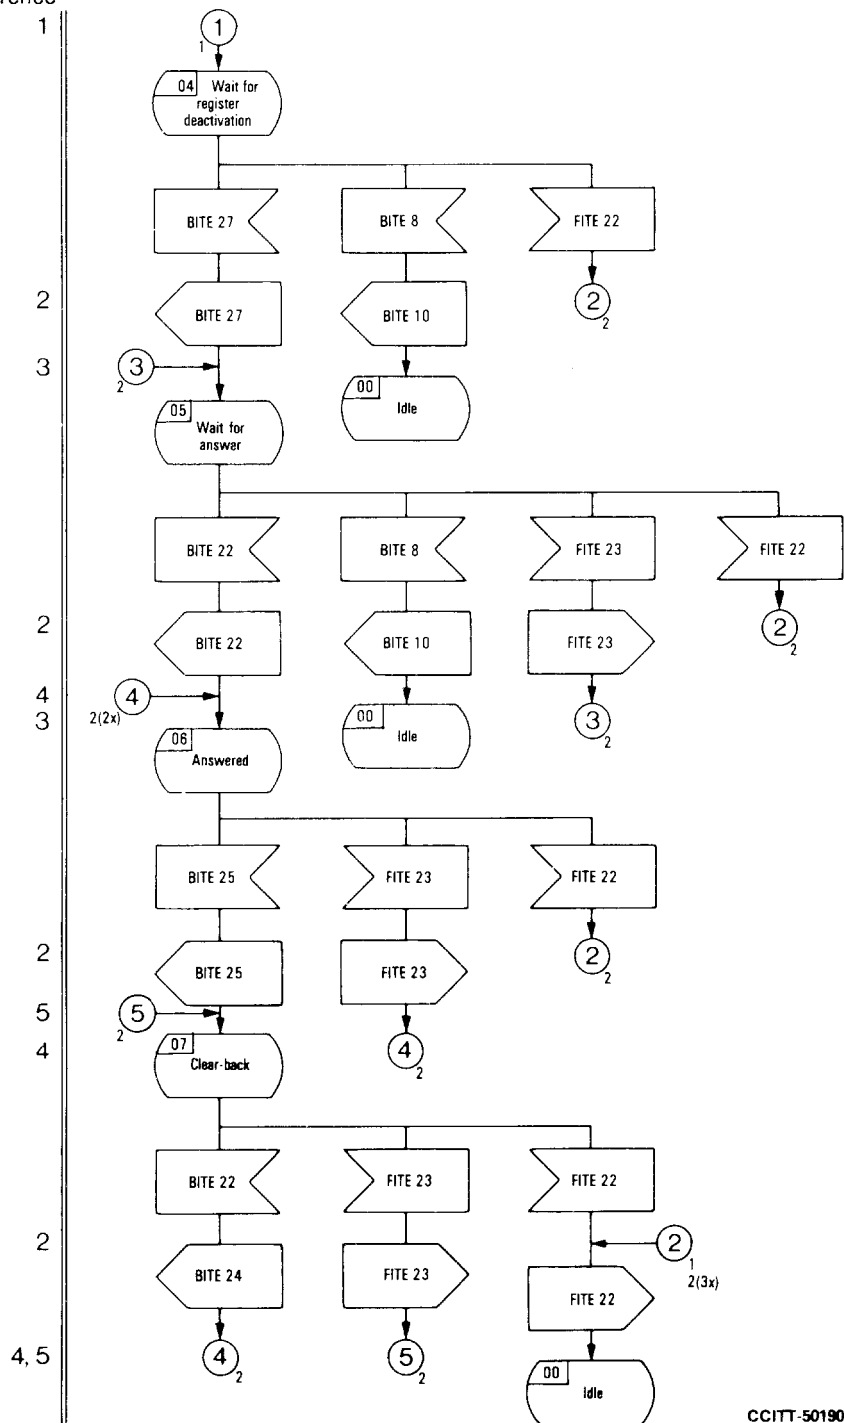 1
1
1
04 Wait for
register
deactivation
BITE 27
BITE 8
FITE 22
2
2
2
BITE 27
BITE 10
3
3
2
00
Idle
05
Wait for
answer
BITE 22
BITE 8
FITE 23
FITE 22
2
2
2
BITE 22
BITE 10
FITE 23
4
4
2(2x)
3
3
2
00
Idle
06
Answered
BITE 25
FITE 23
FITE 22
2
2
2
BITE 25
FITE 23
5
5
2
4
4
2
07
Clear-back
BITE 22
FITE 23
FITE 22
2
2
1
2(3x)
BITE 24
FITE 23
FITE 22
4, 5
4
2
5
2
00
Idle
CCITT-50190